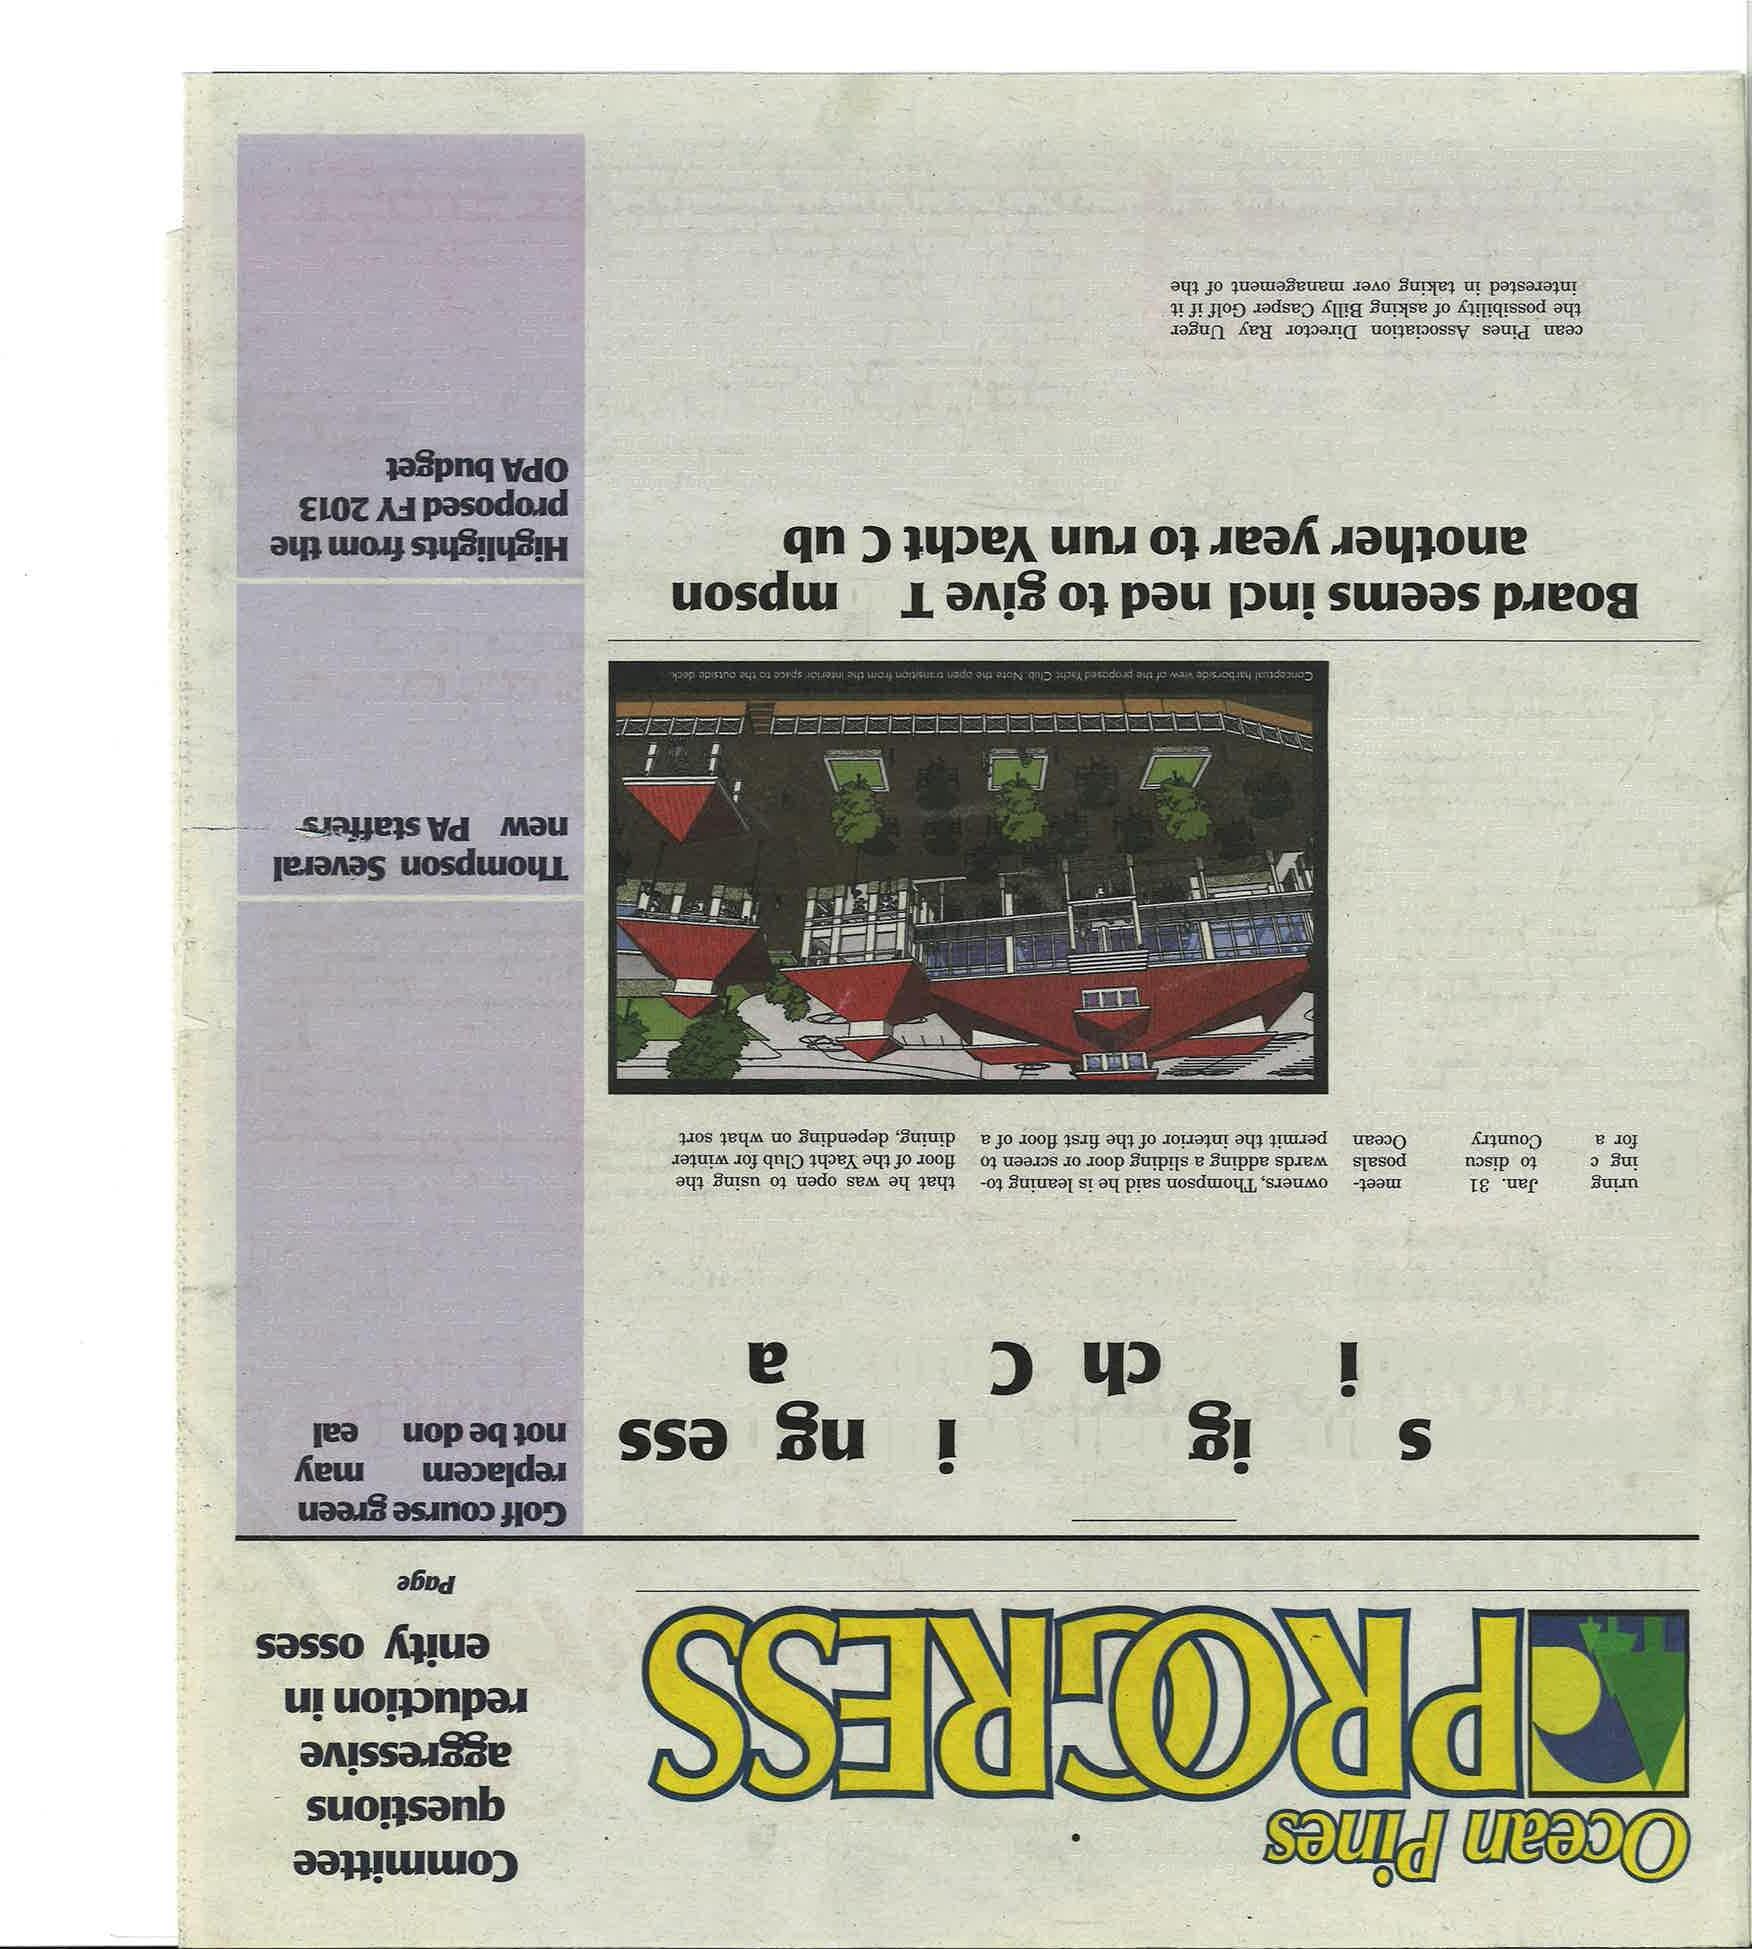 Ocean Pines
PROGRESS
Committee
questions
aggressive
reduction in
enity osses
Page
s ig i ng ess
i ch C a
uring Jan. 31 meet-
ing c to discu posals
for a Country Ocean
owners, Thompson said he is leaning to-
wards adding a sliding door or screen to
permit the interior of the first floor of a
that he was open to using the
floor of the Yacht Club for winter
dining, depending on what sort
Conceptual harborside view of the proposed Yacht Club. Note the open transition from the interior space to the outside deck.
Board seems incl ned to give T mpson
another year to run Yacht C ub
cean Pines Association Director Ray Unger
the possibility of asking Billy Casper Golf if it
interested in taking over management of the
Golf course green
replacem may
not be don eal
Thompson Several
new PA staffers
Highlights from the
proposed FY 2013
OPA budget